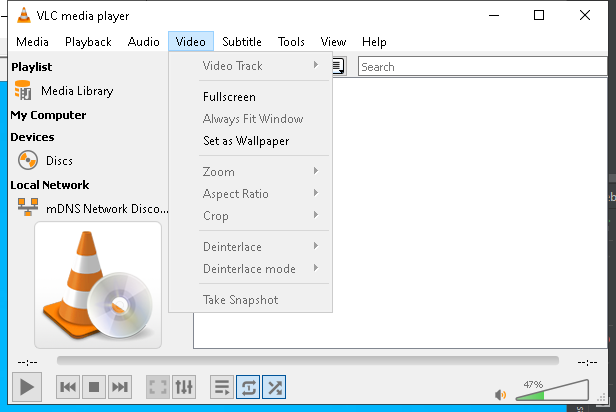 VLC media player
Media Playback Audio Video Subtitle Tools View Help
Playlist
Media Library
My Computer
Devices
Discs
Local Network
mDNS Network Disco...
Video Track
Fullscreen
Always Fit Window
Set as Wallpaper
Zoom
Aspect Ratio
Crop
Deinterlace
Deinterlace mode
Take Snapshot
Search
--:-- --:--
47%